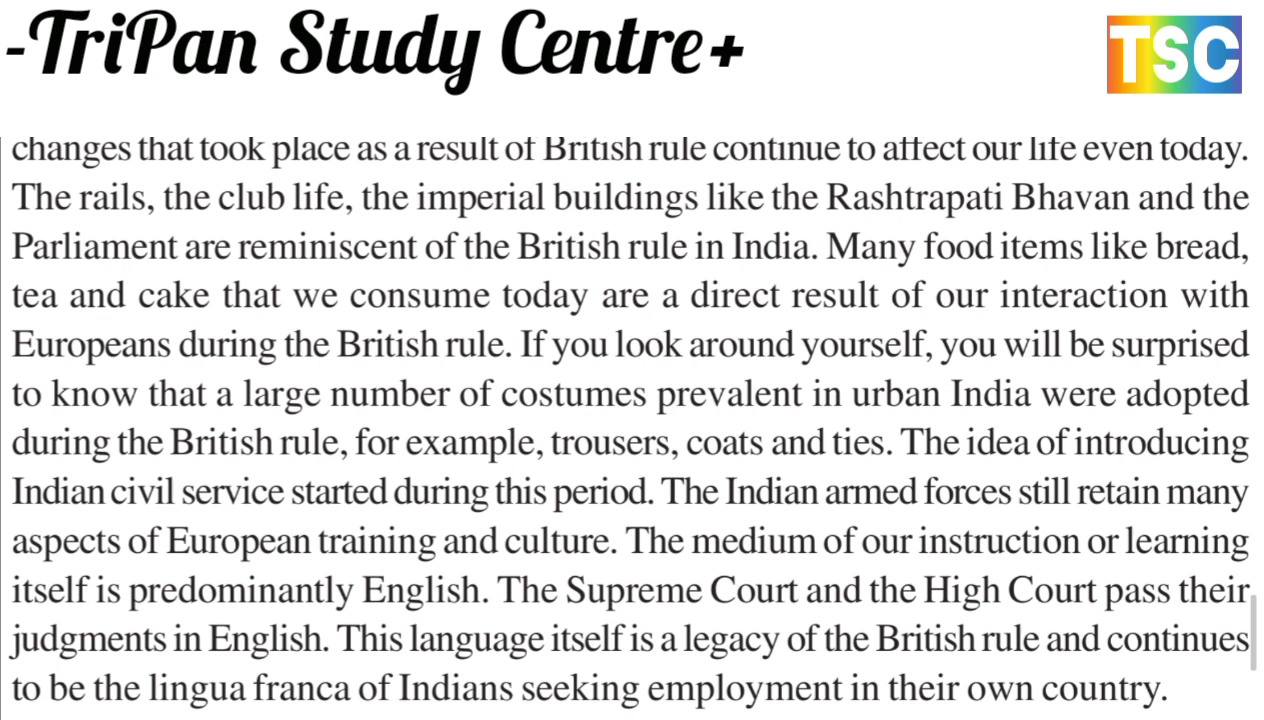 -TriPan Study Centre+
TSC
changes that took place as a result of British rule continue to affect our life even today.
The rails, the club life, the imperial buildings like the Rashtrapati Bhavan and the
Parliament are reminiscent of the British rule in India. Many food items like bread,
tea and cake that we consume today are a direct result of our interaction with
Europeans during the British rule. If you look around yourself, you will be surprised
to know that a large number of costumes prevalent in urban India were adopted
during the British rule, for example, trousers, coats and ties. The idea of introducing
Indian civil service started during this period. The Indian armed forces still retain many
aspects of European training and culture. The medium of our instruction or learning
itself is predominantly English. The Supreme Court and the High Court pass their
judgments in English. This language itself is a legacy of the British rule and continues
to be the lingua franca of Indians seeking employment in their own country.